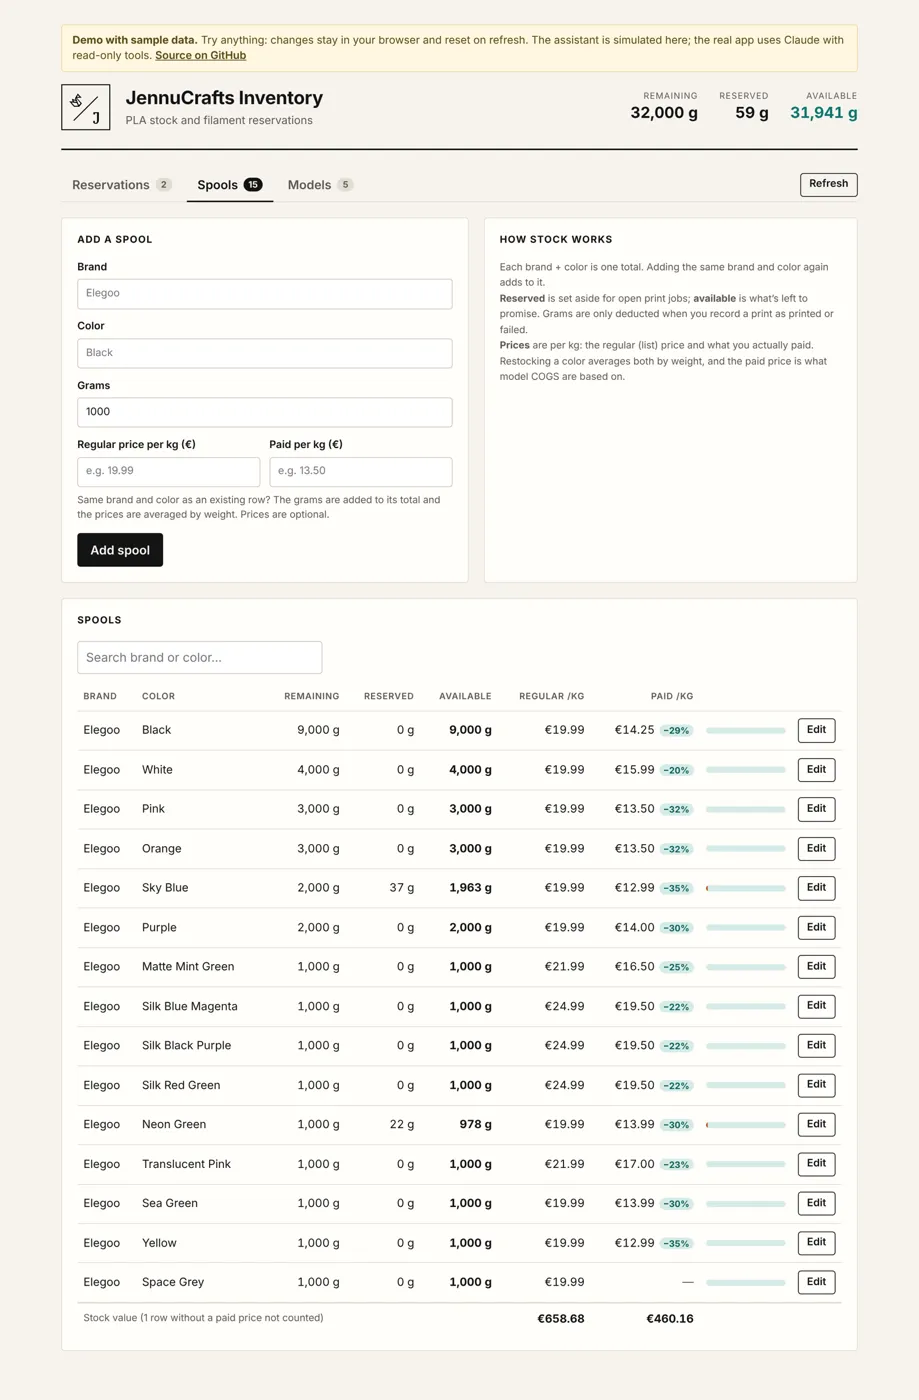 Demo with sample data. Try anything: changes stay in your browser and reset on refresh. The assistant is simulated here; the real app uses Claude with
read-only tools. Source on GitHub
J
JennuCrafts Inventory
PLA stock and filament reservations
REMAINING RESERVED AVAILABLE
32,000 g 59 g 31,941 g
Reservations 2 Spools 15 Models 5 Refresh
ADD A SPOOL
Brand
Elegoo
Color
Black
Grams
1000
Regular price per kg (€) Paid per kg (€)
e.g. 19.99 e.g. 13.50
Same brand and color as an existing row? The grams are added to its total and
the prices are averaged by weight. Prices are optional.
Add spool
HOW STOCK WORKS
Each brand + color is one total. Adding the same brand and color again
adds to it.
Reserved is set aside for open print jobs; available is what's left to
promise. Grams are only deducted when you record a print as printed or
failed.
Prices are per kg: the regular (list) price and what you actually paid.
Restocking a color averages both by weight, and the paid price is what
model COGS are based on.
SPOOLS
Search brand or color...
BRAND COLOR REMAINING RESERVED AVAILABLE REGULAR /KG PAID /KG
Elegoo Black 9,000 g 0 g 9,000 g €19.99 €14.25 −29% Edit
Elegoo White 4,000 g 0 g 4,000 g €19.99 €15.99 −20% Edit
Elegoo Pink 3,000 g 0 g 3,000 g €19.99 €13.50 −32% Edit
Elegoo Orange 3,000 g 0 g 3,000 g €19.99 €13.50 −32% Edit
Elegoo Sky Blue 2,000 g 37 g 1,963 g €19.99 €12.99 −35% Edit
Elegoo Purple 2,000 g 0 g 2,000 g €19.99 €14.00 −30% Edit
Elegoo Matte Mint Green 1,000 g 0 g 1,000 g €21.99 €16.50 −25% Edit
Elegoo Silk Blue Magenta 1,000 g 0 g 1,000 g €24.99 €19.50 −22% Edit
Elegoo Silk Black Purple 1,000 g 0 g 1,000 g €24.99 €19.50 −22% Edit
Elegoo Silk Red Green 1,000 g 0 g 1,000 g €24.99 €19.50 −22% Edit
Elegoo Neon Green 1,000 g 22 g 978 g €19.99 €13.99 −30% Edit
Elegoo Translucent Pink 1,000 g 0 g 1,000 g €21.99 €17.00 −23% Edit
Elegoo Sea Green 1,000 g 0 g 1,000 g €19.99 €13.99 −30% Edit
Elegoo Yellow 1,000 g 0 g 1,000 g €19.99 €12.99 −35% Edit
Elegoo Space Grey 1,000 g 0 g 1,000 g €19.99 — Edit
Stock value (1 row without a paid price not counted) €658.68 €460.16